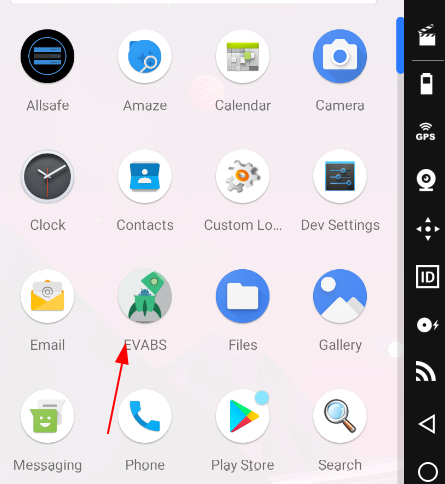 Allsafe Amaze Calendar Camera
Clock Contacts Custom Lo... Dev Settings
GPS
ID
Email EVABS Files Gallery
Messaging Phone Play Store Search